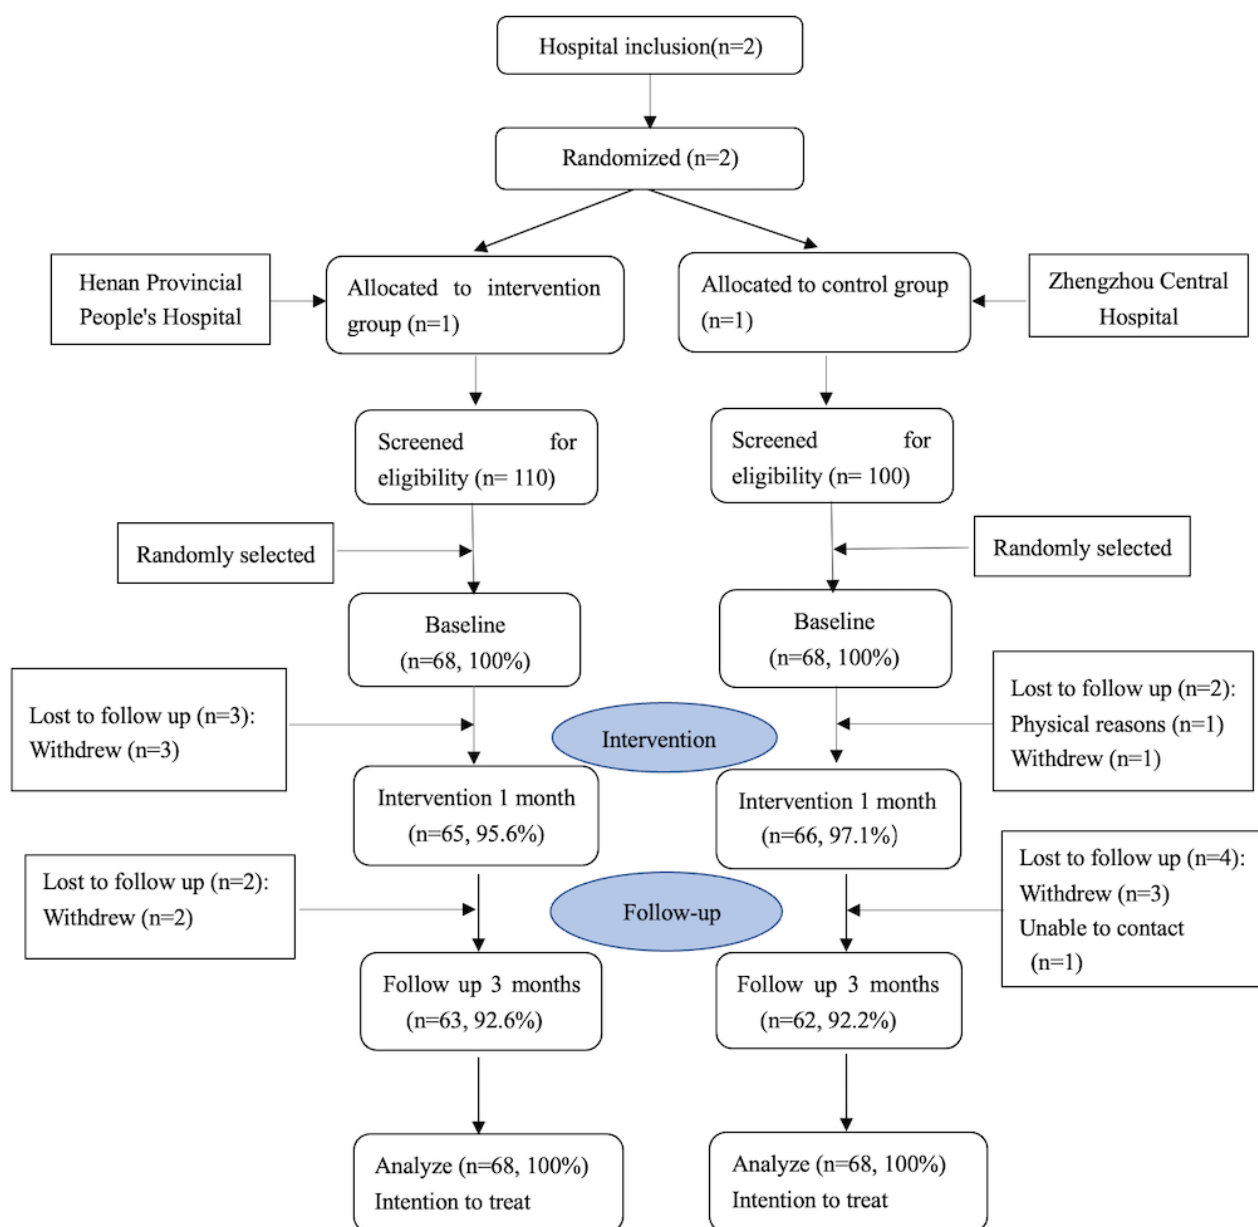 Hospital inclusion(n=2)
Randomized (n=2)
Henan Provincial
People's Hospital
Allocated to intervention
group (n=1)
Allocated to control group
(n=1)
Zhengzhou Central
Hospital
Screened for
eligibility (n= 110)
Screened for
eligibility (n= 100)
Randomly selected
Randomly selected
Baseline
(n=68, 100%)
Baseline
(n=68, 100%)
Lost to follow up (n=3):
Withdrew (n=3)
Intervention
Lost to follow up (n=2):
Physical reasons (n=1)
Withdrew (n=1)
Intervention 1 month
(n=65, 95.6%)
Intervention 1 month
(n=66, 97.1%)
Lost to follow up (n=2):
Withdrew (n=2)
Follow-up
Lost to follow up (n=4):
Withdrew (n=3)
Unable to contact
(n=1)
Follow up 3 months
(n=63, 92.6%)
Follow up 3 months
(n=62, 92.2%)
Analyze (n=68, 100%)
Intention to treat
Analyze (n=68, 100%)
Intention to treat